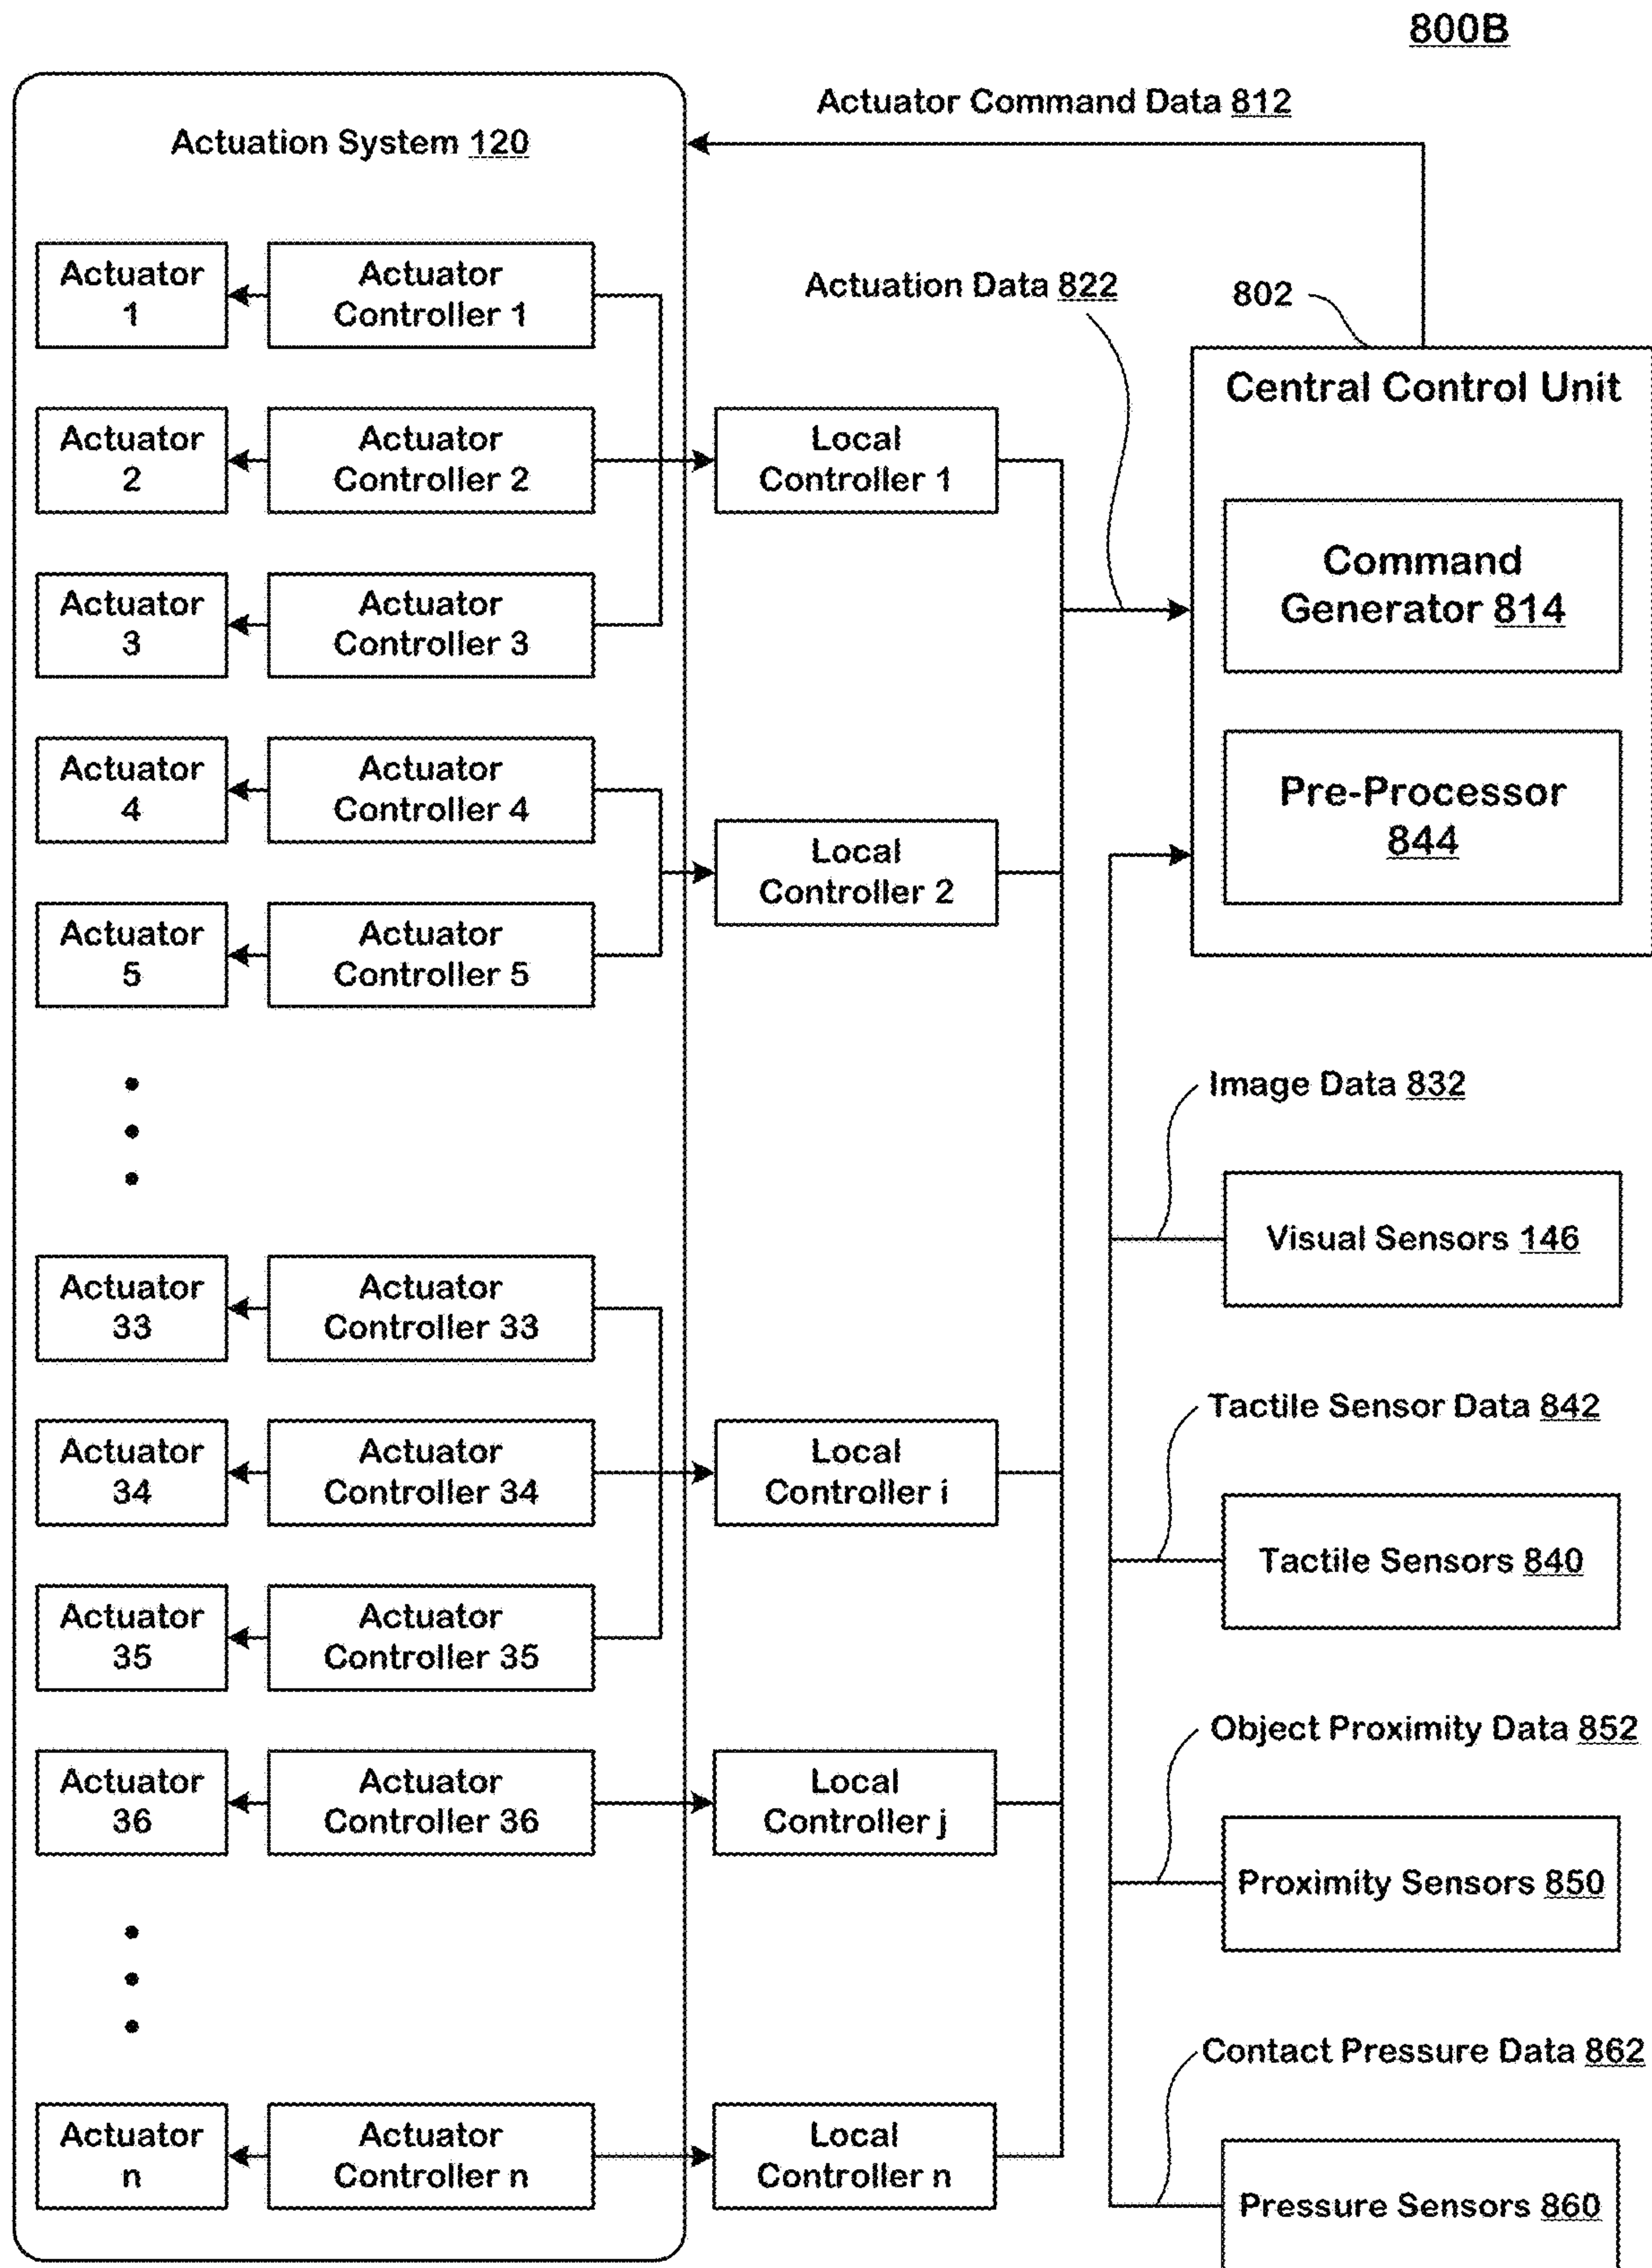 800B
Actuator Command Data 812
Actuation System 120
Actuator
1
Actuator
Controller 1
Actuation Data 822
802
Central Control Unit
Actuator
2
Actuator
Controller 2
Local
Controller 1
Command
Generator 814
Actuator
3
Actuator
Controller 3
Actuator
4
Actuator
Controller 4
Pre-Processor
844
Local
Controller 2
Actuator
5
Actuator
Controller 5
Image Data 832
Visual Sensors 146
Actuator
33
Actuator
Controller 33
Tactile Sensor Data 842
Actuator
34
Actuator
Controller 34
Local
Controller i
Tactile Sensors 840
Actuator
35
Actuator
Controller 35
Object Proximity Data 852
Actuator
36
Actuator
Controller 36
Local
Controller j
Proximity Sensors 850
Contact Pressure Data 862
Actuator
n
Actuator
Controller n
Local
Controller n
Pressure Sensors 860